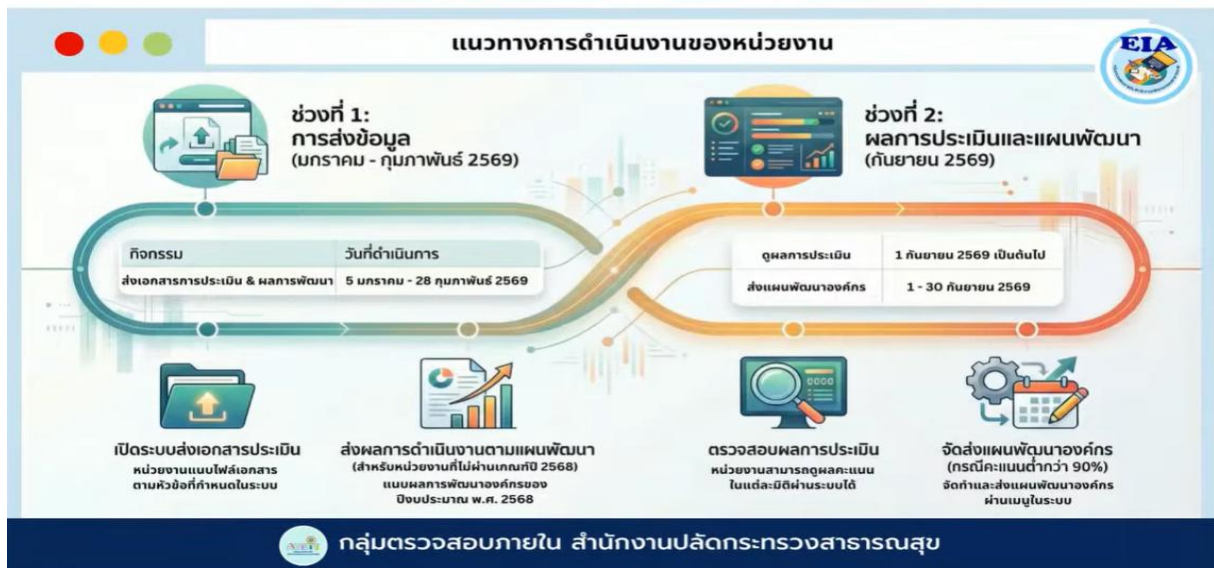 แนวทางการดำเนินงานของหน่วยงาน
EIA
ช่วงที่ 1:
การส่งข้อมูล
(มกราคม - กุมภาพันธ์ 2569)
กิจกรรม วันที่ดำเนินการ
ส่งเอกสารการประเมิน & ผลการพัฒนา 5 มกราคม - 28 กุมภาพันธ์ 2569
เปิดระบบส่งเอกสารประเมิน
หน่วยงานแนบไฟล์เอกสาร
ตามหัวข้อที่กำหนดในระบบ
ส่งผลการดำเนินงานตามแผนพัฒนา
(สำหรับหน่วยงานที่ไม่ผ่านเกณฑ์ปี 2568)
แนบผลการพัฒนาองค์กรของ
ปีงบประมาณ พ.ศ. 2568
ช่วงที่ 2:
ผลการประเมินและแผนพัฒนา
(กันยายน 2569)
ดูผลการประเมิน 1 กันยายน 2569 เป็นต้นไป
ส่งแผนพัฒนาองค์กร 1 - 30 กันยายน 2569
ตรวจสอบผลการประเมิน
หน่วยงานสามารถดูผลคะแนน
ในแต่ละมิติผ่านระบบได้
จัดส่งแผนพัฒนาองค์กร
(กรณีคะแนนต่ำกว่า 90%)
จัดทำและส่งแผนพัฒนาองค์กร
ผ่านเมนูในระบบ
กลุ่มตรวจสอบภายใน สำนักงานปลัดกระทรวงสาธารณสุข